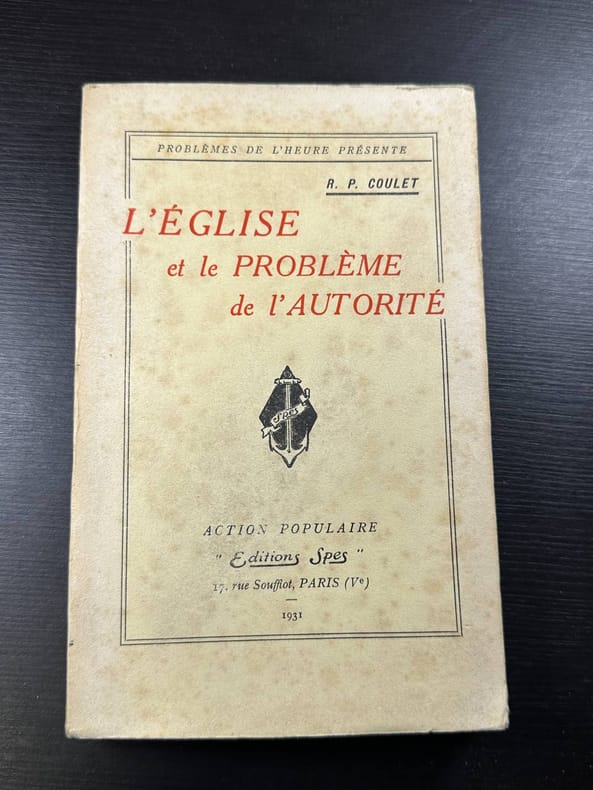 PROBLÈMES DE L'HEURE PRÉSENTE
R. P. COULET
L'ÉGLISE
et le PROBLÈME
de l'AUTORITÉ
Spes
ACTION POPULAIRE
" Editions Spes "
17, rue Soufflot, PARIS (Ve)
1931